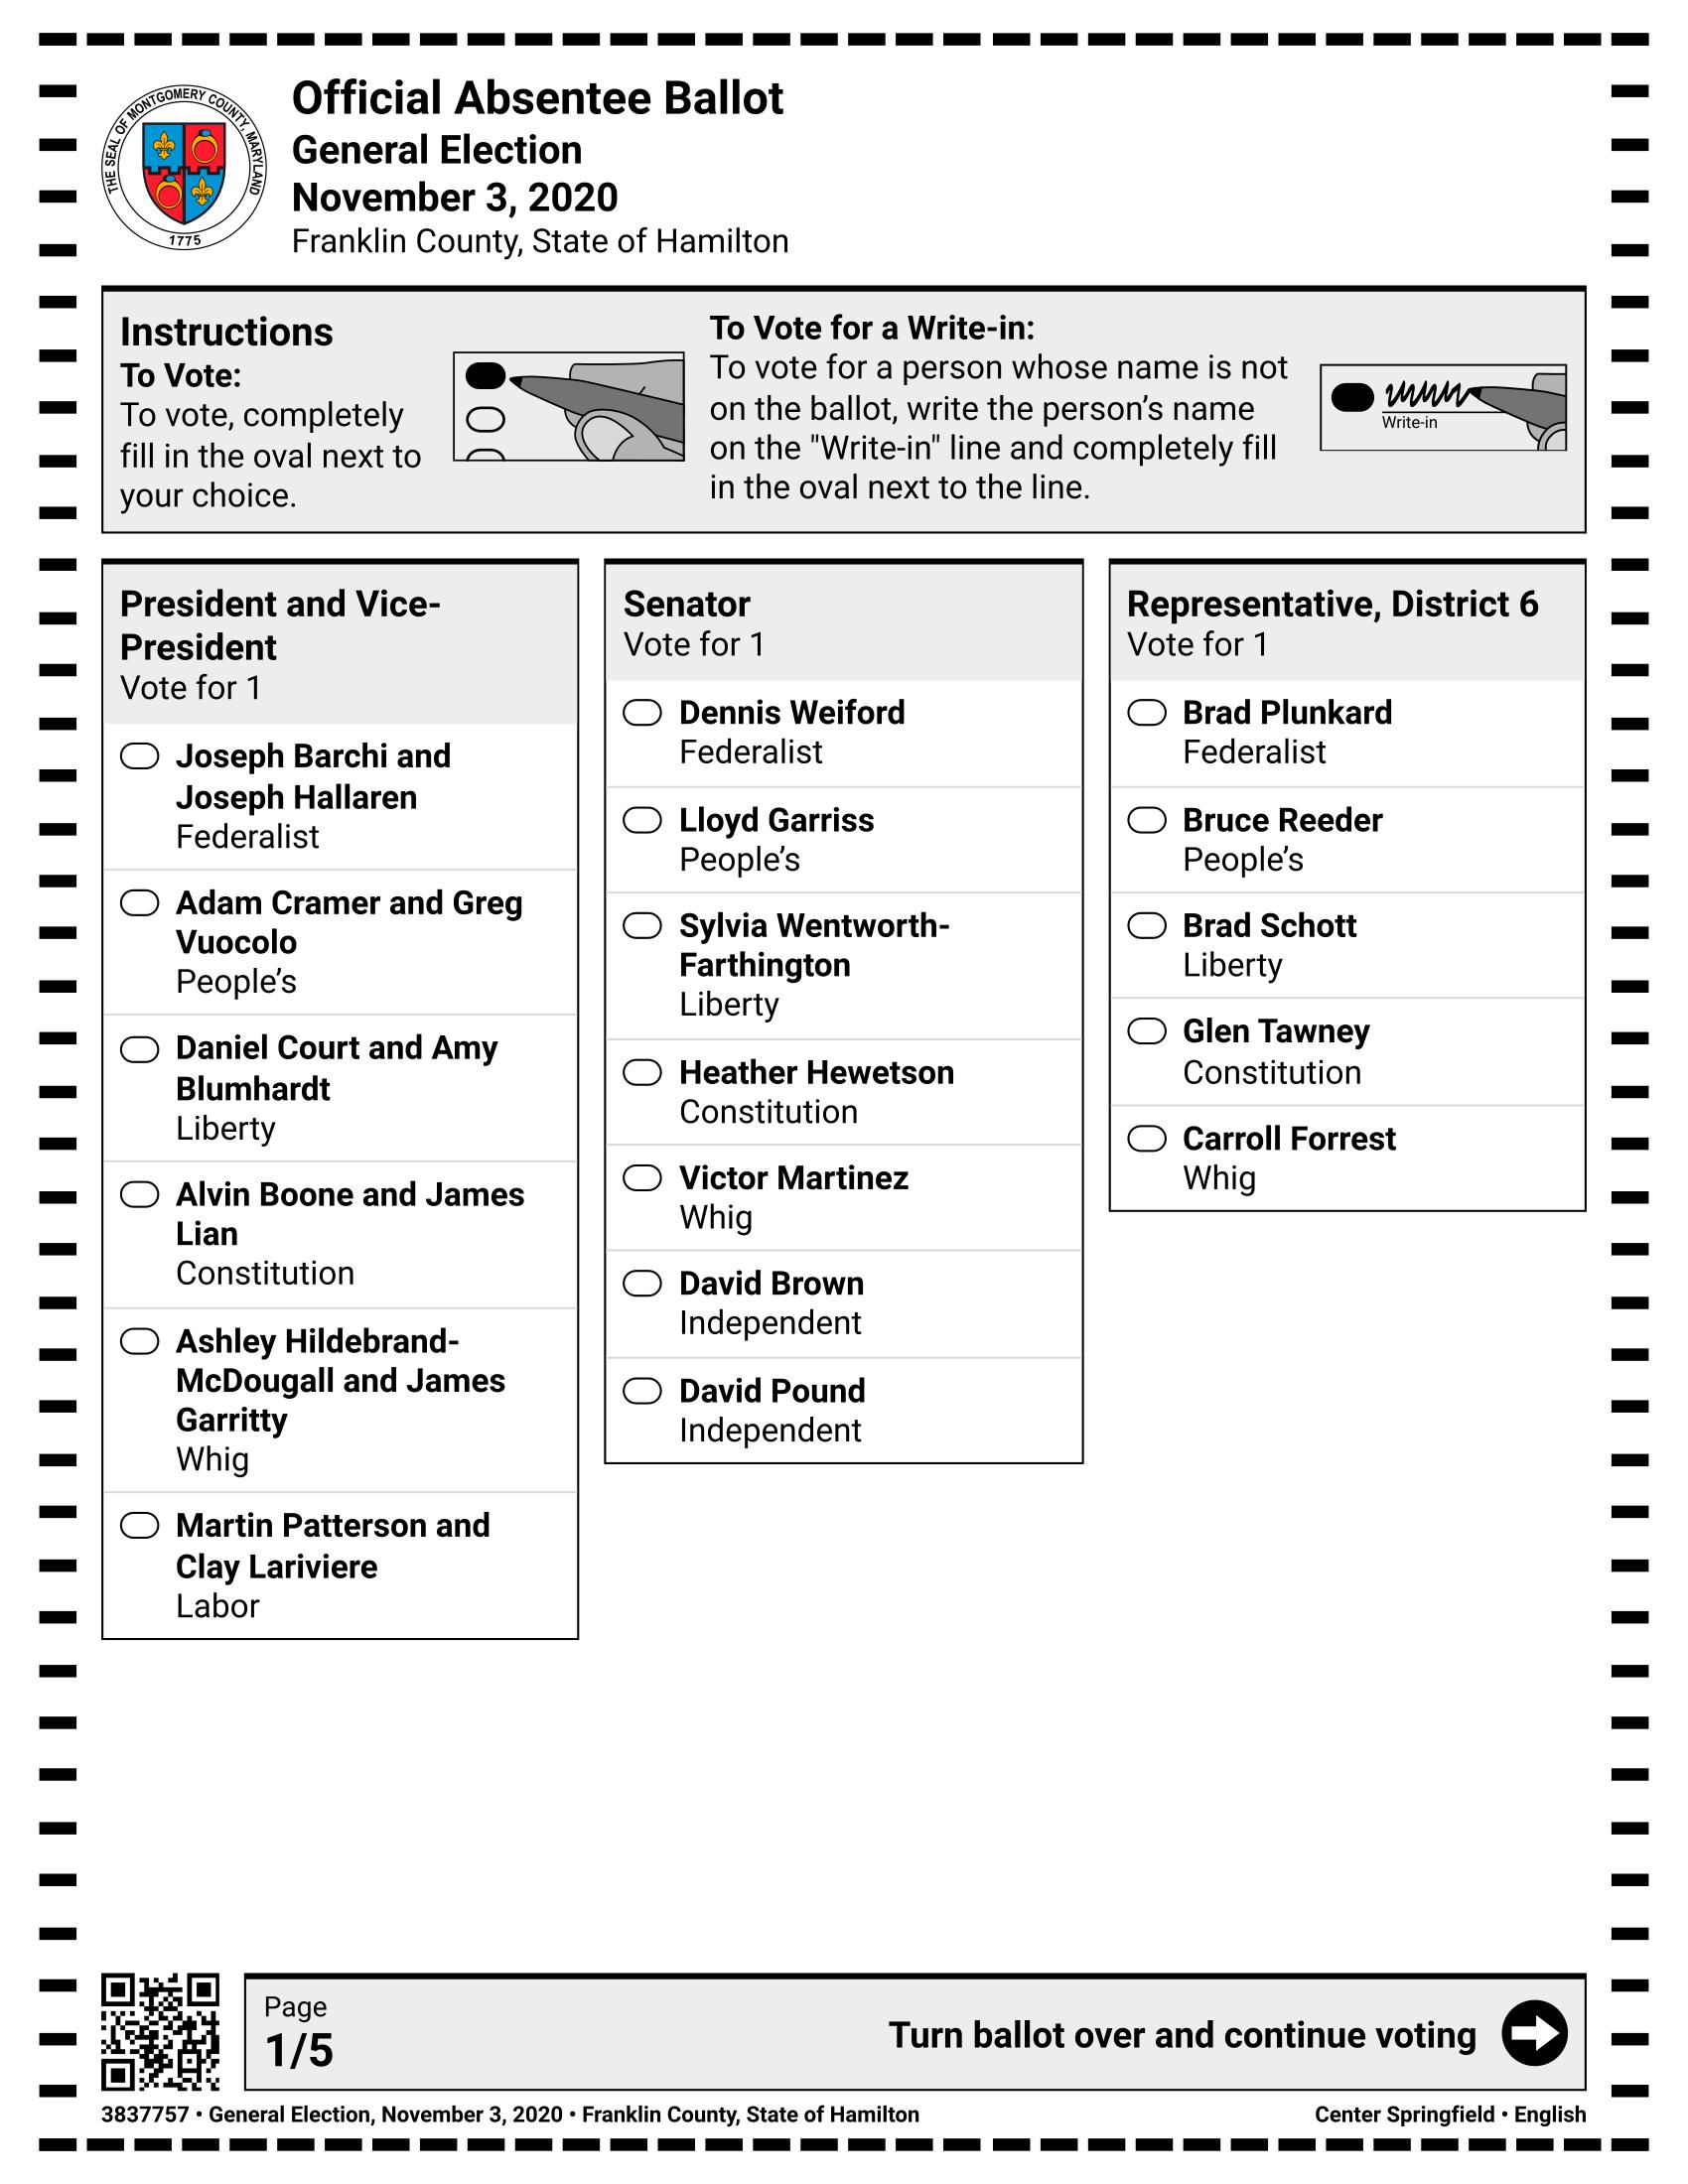 THE SEAL OF MONTGOMERY COUNTY, MARYLAND
1775
Official Absentee Ballot
General Election
November 3, 2020
Franklin County, State of Hamilton
Instructions
To Vote:
To vote, completely
fill in the oval next to
your choice.
To Vote for a Write-in:
To vote for a person whose name is not
on the ballot, write the person’s name
on the "Write-in" line and completely fill
in the oval next to the line.
Write-in
President and Vice-
President
Vote for 1
Joseph Barchi and
Joseph Hallaren
Federalist
Adam Cramer and Greg
Vuocolo
People’s
Daniel Court and Amy
Blumhardt
Liberty
Alvin Boone and James
Lian
Constitution
Ashley Hildebrand-
McDougall and James
Garritty
Whig
Martin Patterson and
Clay Lariviere
Labor
Senator
Vote for 1
Dennis Weiford
Federalist
Lloyd Garriss
People’s
Sylvia Wentworth-
Farthington
Liberty
Heather Hewetson
Constitution
Victor Martinez
Whig
David Brown
Independent
David Pound
Independent
Representative, District 6
Vote for 1
Brad Plunkard
Federalist
Bruce Reeder
People’s
Brad Schott
Liberty
Glen Tawney
Constitution
Carroll Forrest
Whig
Page
1/5
Turn ballot over and continue voting
3837757 • General Election, November 3, 2020 • Franklin County, State of Hamilton
Center Springfield • English